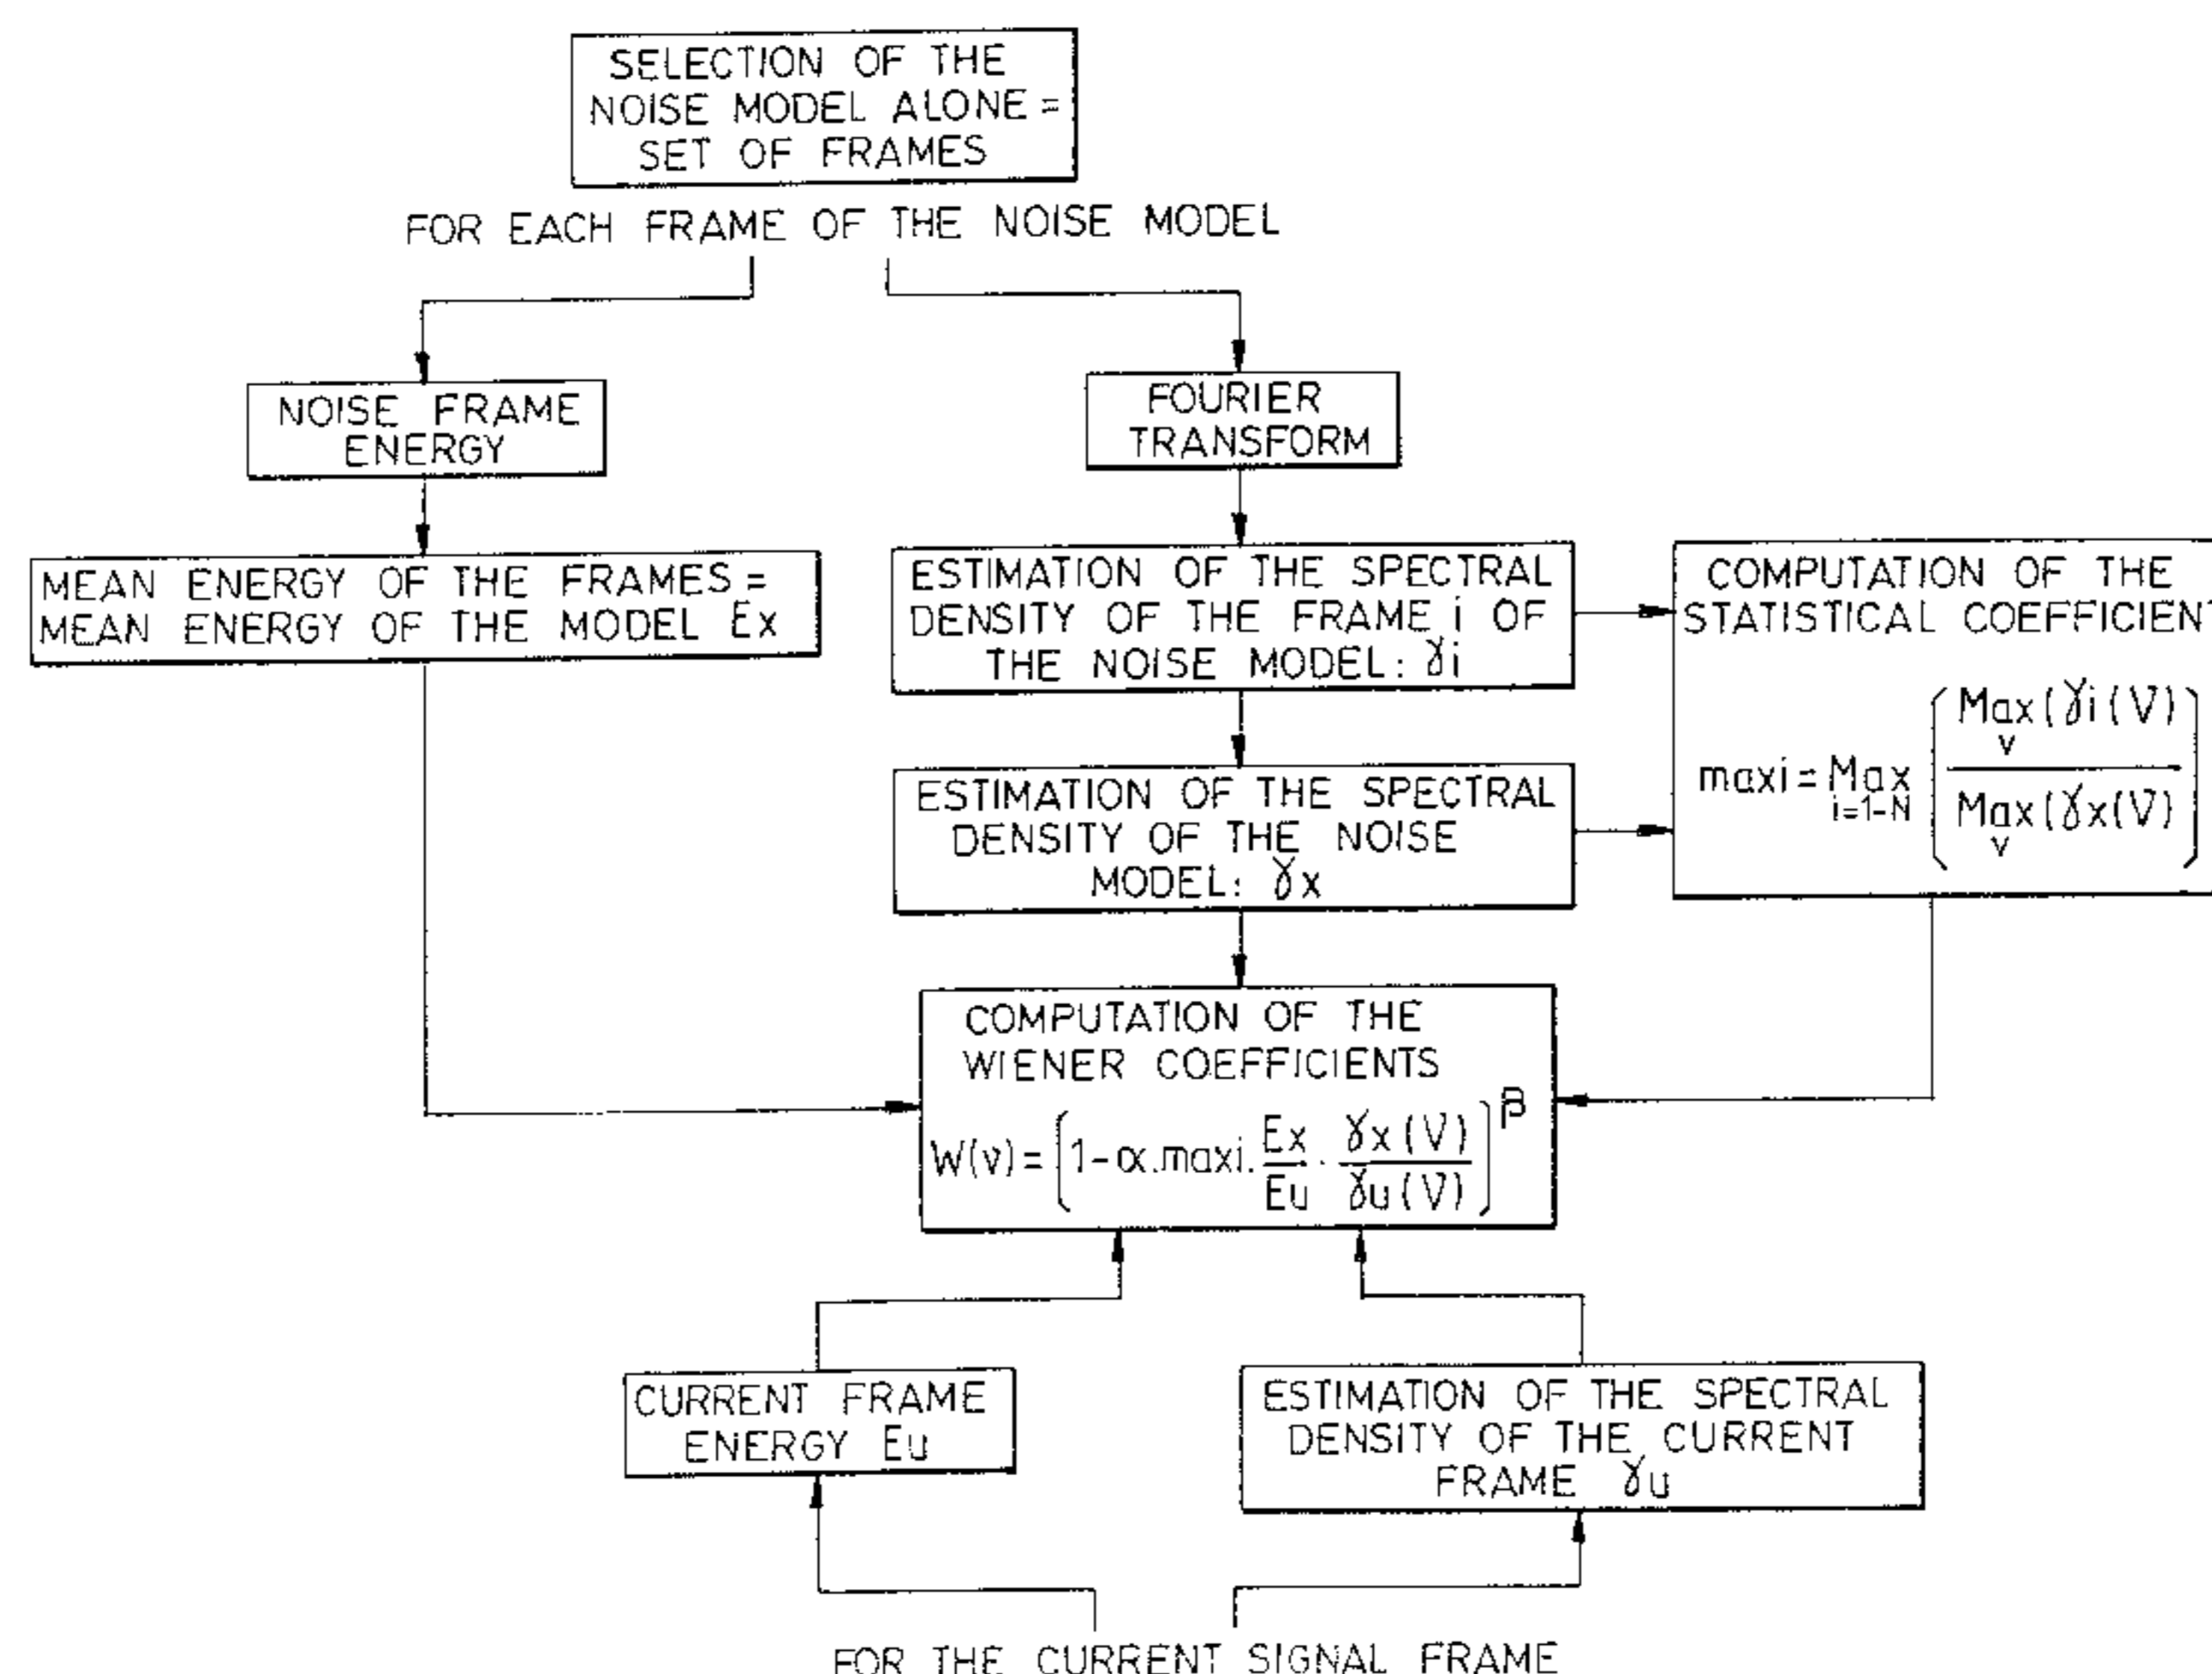 SELECTION OF THE
NOISE MODEL ALONE =
SET OF FRAMES
FOR EACH FRAME OF THE NOISE MODEL
NOISE FRAME
ENERGY
FOURIER
TRANSFORM
MEAN ENERGY OF THE FRAMES =
MEAN ENERGY OF THE MODEL Ex
ESTIMATION OF THE SPECTRAL
DENSITY OF THE FRAME i OF
THE NOISE MODEL: γi
COMPUTATION OF THE
STATISTICAL COEFFICIENT
maxi = Max i=1-N [ Max ν (γi(ν) / Max ν (γx(ν) ]
ESTIMATION OF THE SPECTRAL
DENSITY OF THE NOISE
MODEL: γx
COMPUTATION OF THE
WIENER COEFFICIENTS
W(ν) = [ 1 - α.maxi. Ex / Eu . γx(ν) / γu(ν) ] β
CURRENT FRAME
ENERGY Eu
ESTIMATION OF THE SPECTRAL
DENSITY OF THE CURRENT
FRAME γu
FOR THE CURRENT SIGNAL FRAME